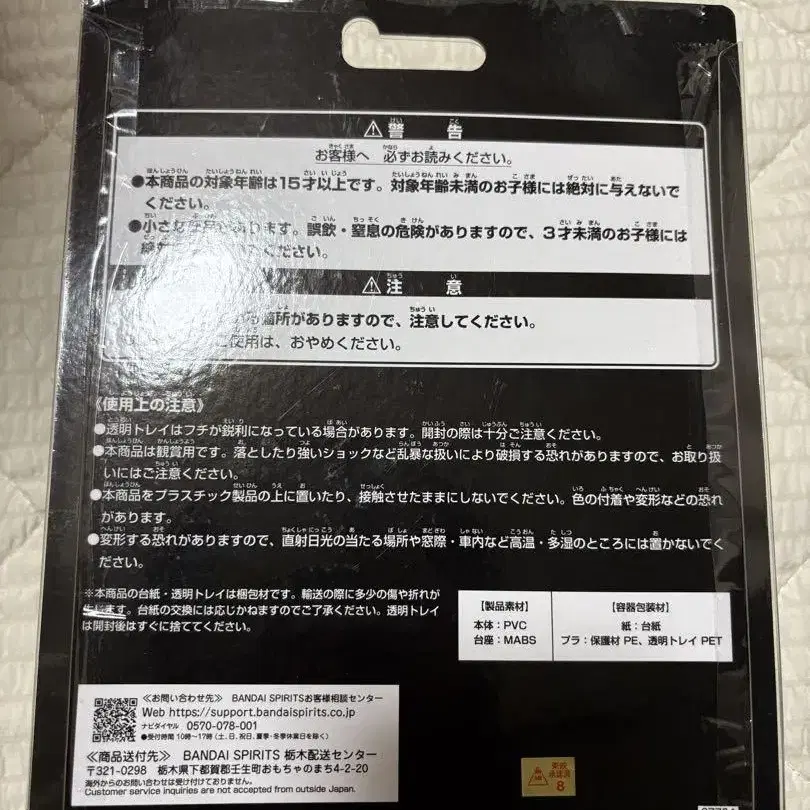 ⚠警告
お客様へ 必ずお読みください。
●本商品の対象年齢は15才以上です。対象年齢未満のお子様には絶対に与えないで
ください。
●小さな部品があります。誤飲・窒息の危険がありますので、3才未満のお子様には
絶対 ください。
⚠注意
箇所がありますので、注意してください。
ご使用は、おやめください。
《使用上の注意》
●透明トレイはフチが鋭利になっている場合があります。開封の際は十分ご注意ください。
●本商品は観賞用です。落としたり強いショックなど乱暴な扱いにより破損する恐れがありますので、お取り扱
いにはご注意ください。
●本商品をプラスチック製品の上に置いたり、接触させたままにしないでください。色の付着や変形などの恐れ
があります。
●変形する恐れがありますので、直射日光の当たる場所や窓際・車内など高温・多湿のところには置かないでく
ださい。
※本商品の台紙・透明トレイは梱包材です。輸送の際に多少の傷や折れが
生じます。台紙の交換には応じかねますのでご了承ください。透明トレイ
は開封後はすぐに捨ててください。
【製品素材】
本体：PVC
台座：MABS
【容器包装材】
紙：台紙
プラ：保護材 PE、透明トレイ PET
≪お問い合わせ先≫ BANDAI SPIRITSお客様相談センター
Web https://support.bandaispirits.co.jp
ナビダイヤル 0570-078-001
●受付時間 10時〜17時（土、日、祝日、夏季・冬季休業日を除く）
≪商品送付先≫ BANDAI SPIRITS 栃木配送センター
〒321-0298 栃木県下都賀郡壬生町おもちゃのまち4-2-20
海外からのお問い合わせは受け付けておりません。
Customer service inquiries are not accepted from outside Japan.
東映
承認済
8